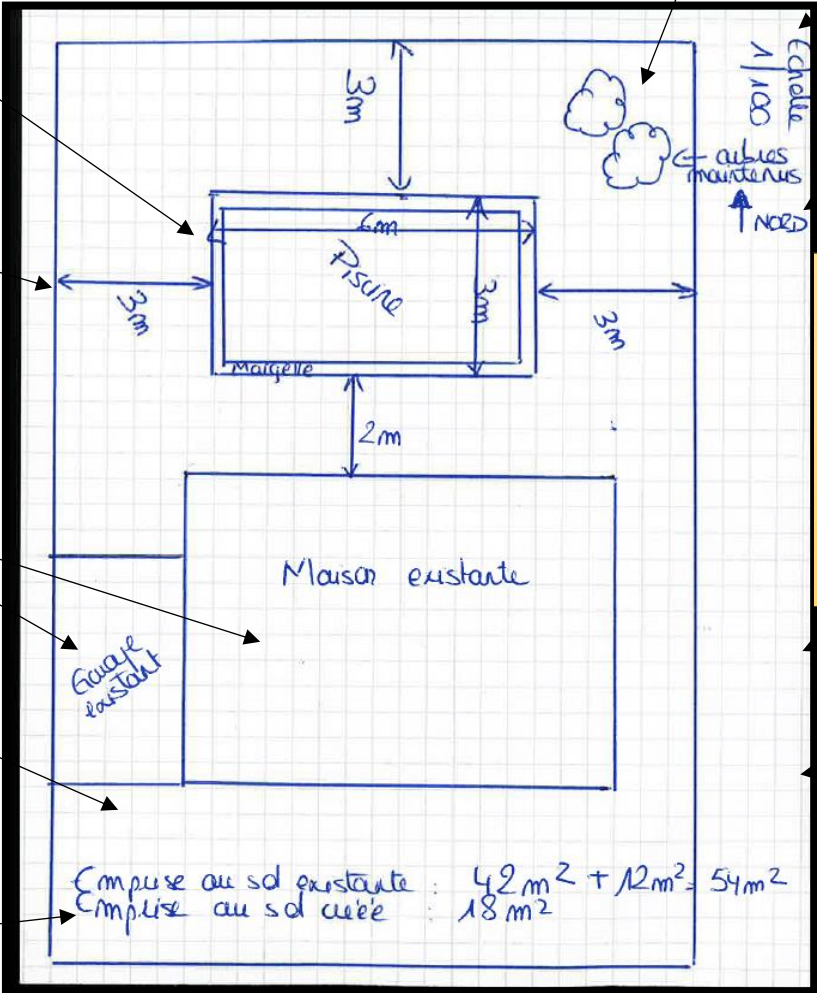 Echelle
1/100
3m
← arbres
maintenus
NORD
6m
Piscine
3m
3m
3m
Margelle
2m
Maison existante
Garage
existant
Emprise au sol existante : 42m² + 12m² = 54m²
Emprise au sol créée : 18m²